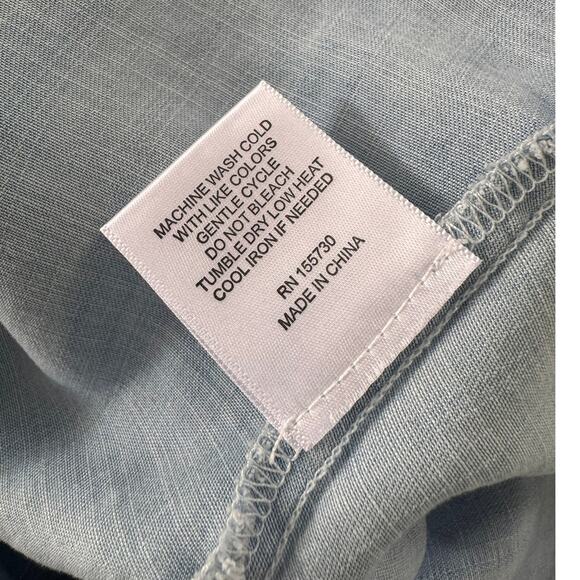 MACHINE WASH COLD
WITH LIKE COLORS
GENTLE CYCLE
DO NOT BLEACH
TUMBLE DRY LOW HEAT
COOL IRON IF NEEDED
RN 155730
MADE IN CHINA